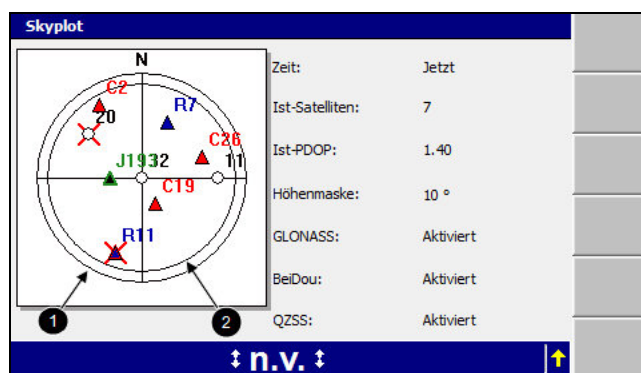 Skyplot
N
C2
20
R7
C26
J193
32
11
C19
R11
1
2
Zeit: Jetzt
Ist-Satelliten: 7
Ist-PDOP: 1.40
Höhenmaske: 10 °
GLONASS: Aktiviert
BeiDou: Aktiviert
QZSS: Aktiviert
n.v.